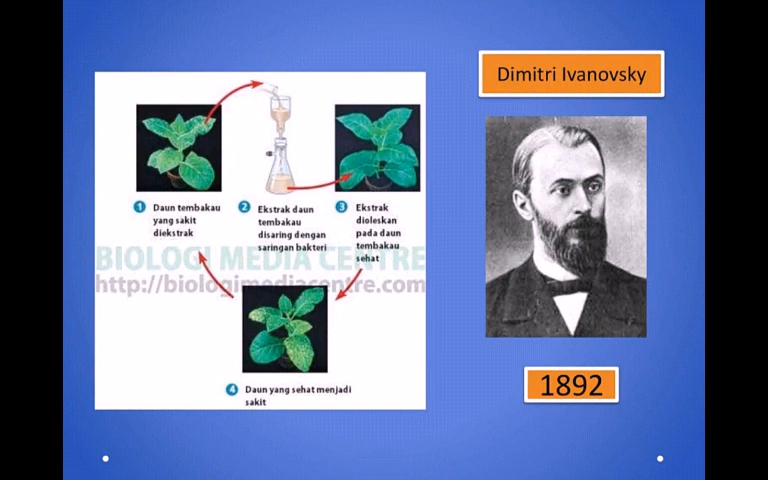 Dimitri Ivanovsky
1 Daun tembakau
yang sakit
diekstrak
2 Ekstrak daun
tembakau
disaring dengan
saringan bakteri
3 Ekstrak
dioleskan
pada daun
tembakau
sehat
BIOLOGI MEDIA CENTRE
http://biologimediacentre.com
4 Daun yang sehat menjadi
sakit
1892